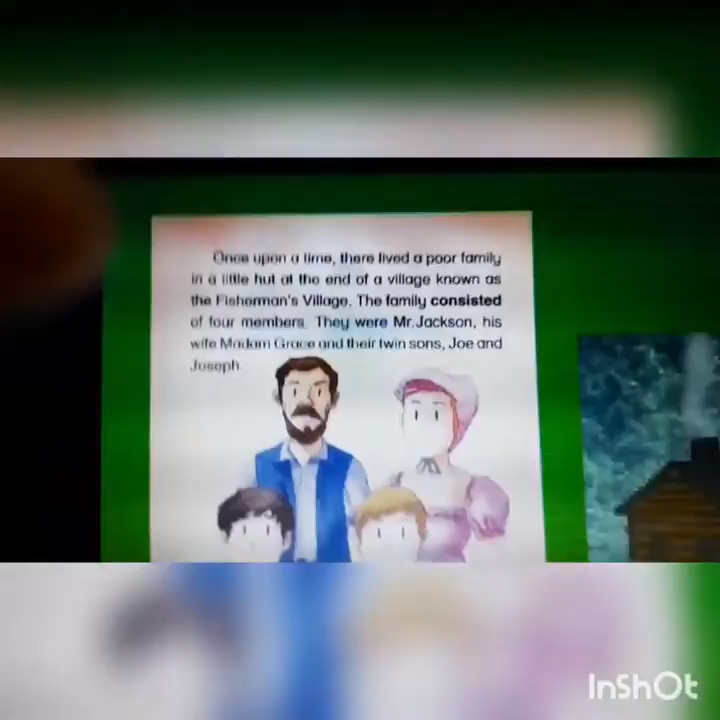 Once upon a time, there lived a poor family
in a little hut at the end of a village known as
the Fisherman's Village. The family consisted
of four members. They were Mr.Jackson, his
wife Madam Grace and their twin sons, Joe and
Joseph.
InShOt